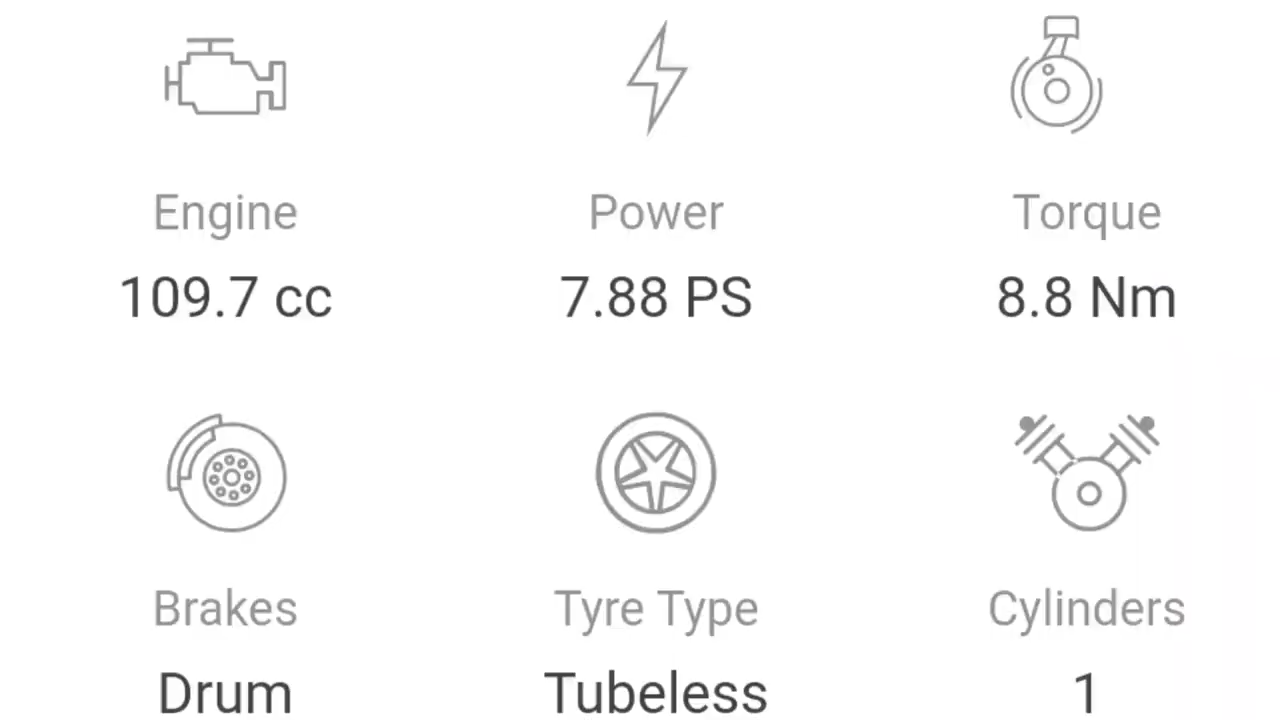 Engine Power Torque
109.7 cc 7.88 PS 8.8 Nm
Brakes Tyre Type Cylinders
Drum Tubeless 1